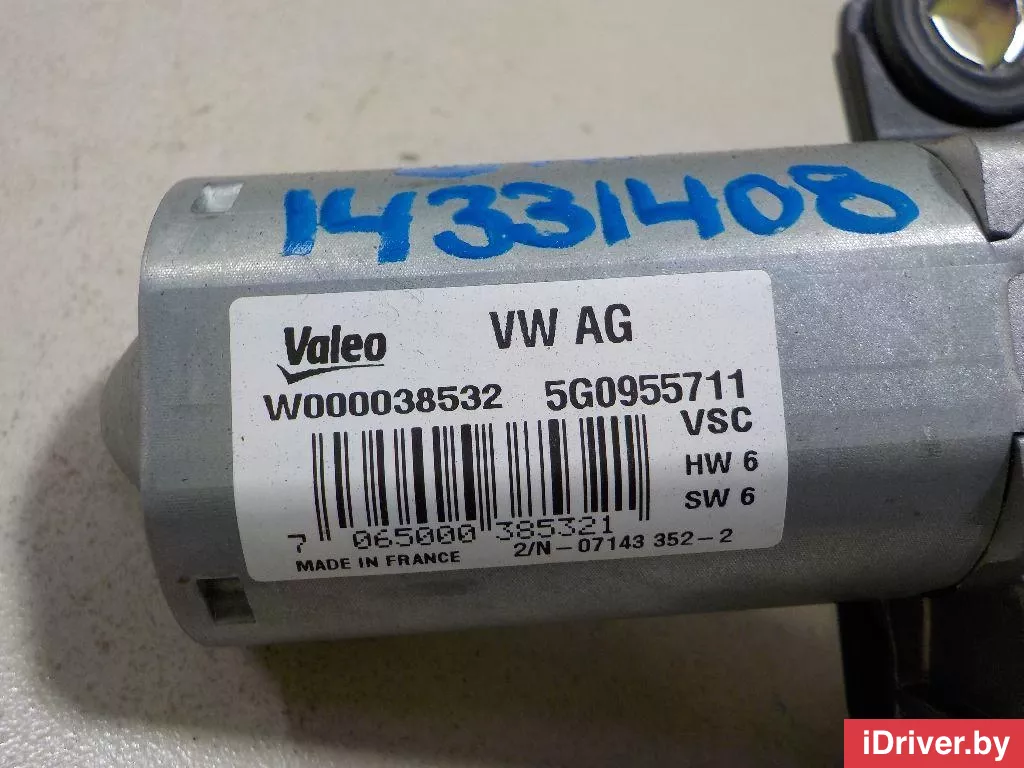 14331408
Valeo VW AG
W000038532 5G0955711
VSC
HW 6
SW 6
7 065000 385321
MADE IN FRANCE 2/N-07143 352-2
iDriver.by